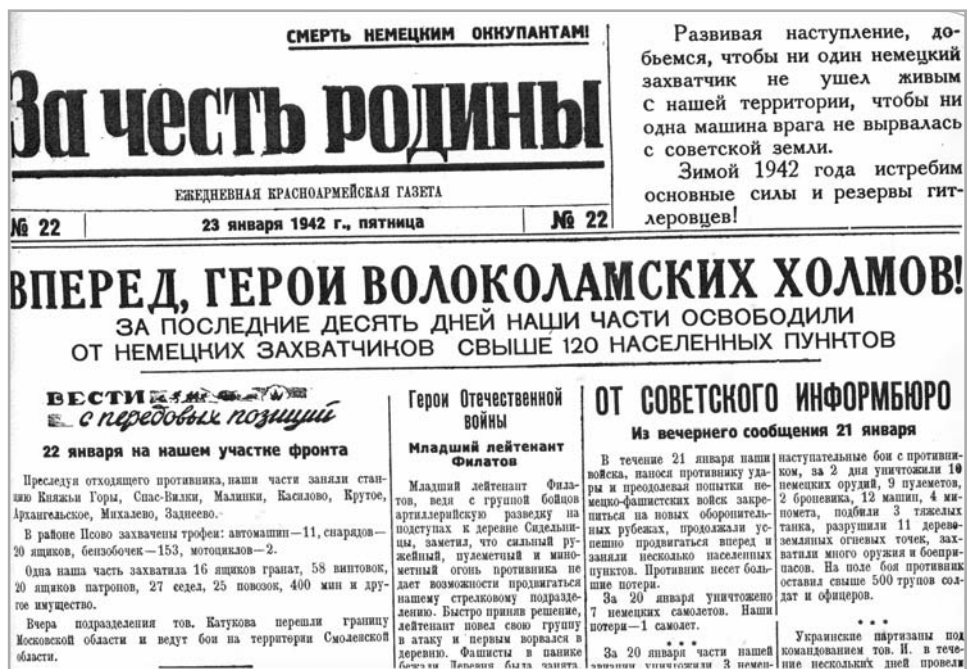 СМЕРТЬ НЕМЕЦКИМ ОККУПАНТАМ!
За честь родины
ЕЖЕДНЕВНАЯ КРАСНОАРМЕЙСКАЯ ГАЗЕТА
№ 22
23 января 1942 г., пятница
№ 22
Развивая наступление, до-
бьемся, чтобы ни один немецкий
захватчик не ушел живым
с нашей территории, чтобы ни
одна машина врага не вырвалась
с советской земли.
Зимой 1942 года истребим
основные силы и резервы гит-
леровцев!
ВПЕРЕД, ГЕРОИ ВОЛОКОЛАМСКИХ ХОЛМОВ!
ЗА ПОСЛЕДНИЕ ДЕСЯТЬ ДНЕЙ НАШИ ЧАСТИ ОСВОБОДИЛИ
ОТ НЕМЕЦКИХ ЗАХВАТЧИКОВ СВЫШЕ 120 НАСЕЛЕННЫХ ПУНКТОВ
ВЕСТИ
с передовых позиций
22 января на нашем участке фронта
Преследуя отходящего противника, наши части заняли стан-
цию Княжьи Горы, Спас-Вилки, Малинки, Касилово, Крутое,
Архангельское, Михалево, Заднеево.
В районе Псово захвачены трофеи: автомашин—11, снарядов—
20 ящиков, бензобочек—153, мотоциклов—2.
Одна наша часть захватила 16 ящиков гранат, 58 винтовок,
20 ящиков патронов, 27 седел, 25 повозок, 400 мин и дру-
гое имущество.
Вчера подразделения тов. Катукова перешли границу
Московской области и ведут бои на территории Смоленской
области.
Герои Отечественной
войны
Младший лейтенант
Филатов
Младший лейтенант Фила-
тов, ведя с группой бойцов
артиллерийскую разведку на
подступах к деревне Сидельни-
цы, заметил, что сильный ру-
жейный, пулеметный и мино-
метный огонь противника не
дает возможности продвигаться
нашему стрелковому подразде-
лению. Быстро приняв решение,
лейтенант повел свою группу
в атаку и первым ворвался в
деревню. Фашисты в панике
бежали. Деревня была занята.
ОТ СОВЕТСКОГО ИНФОРМБЮРО
Из вечернего сообщения 21 января
В течение 21 января наши
войска, нанося противнику уда-
ры и преодолевая попытки не-
мецко-фашистских войск закре-
питься на новых оборонитель-
ных рубежах, продолжали ус-
пешно продвигаться вперед и
заняли несколько населенных
пунктов. Противник несет боль-
шие потери.
За 20 января уничтожено
7 немецких самолетов. Наши
потери—1 самолет.
* * *
За 20 января части нашей
авиации уничтожили 3 немец-
наступательные бои с противни-
ком, за 2 дня уничтожили 10
немецких орудий, 9 пулеметов,
2 броневика, 12 машин, 4 ми-
номета, подбили 3 тяжелых
танка, разрушили 11 дерево-
земляных огневых точек, зах-
ватили много оружия и боепри-
пасов. На поле боя противник
оставил свыше 500 трупов сол-
дат и офицеров.
* * *
Украинские партизаны под
командованием тов. И. в тече-
ние нескольких дней провели